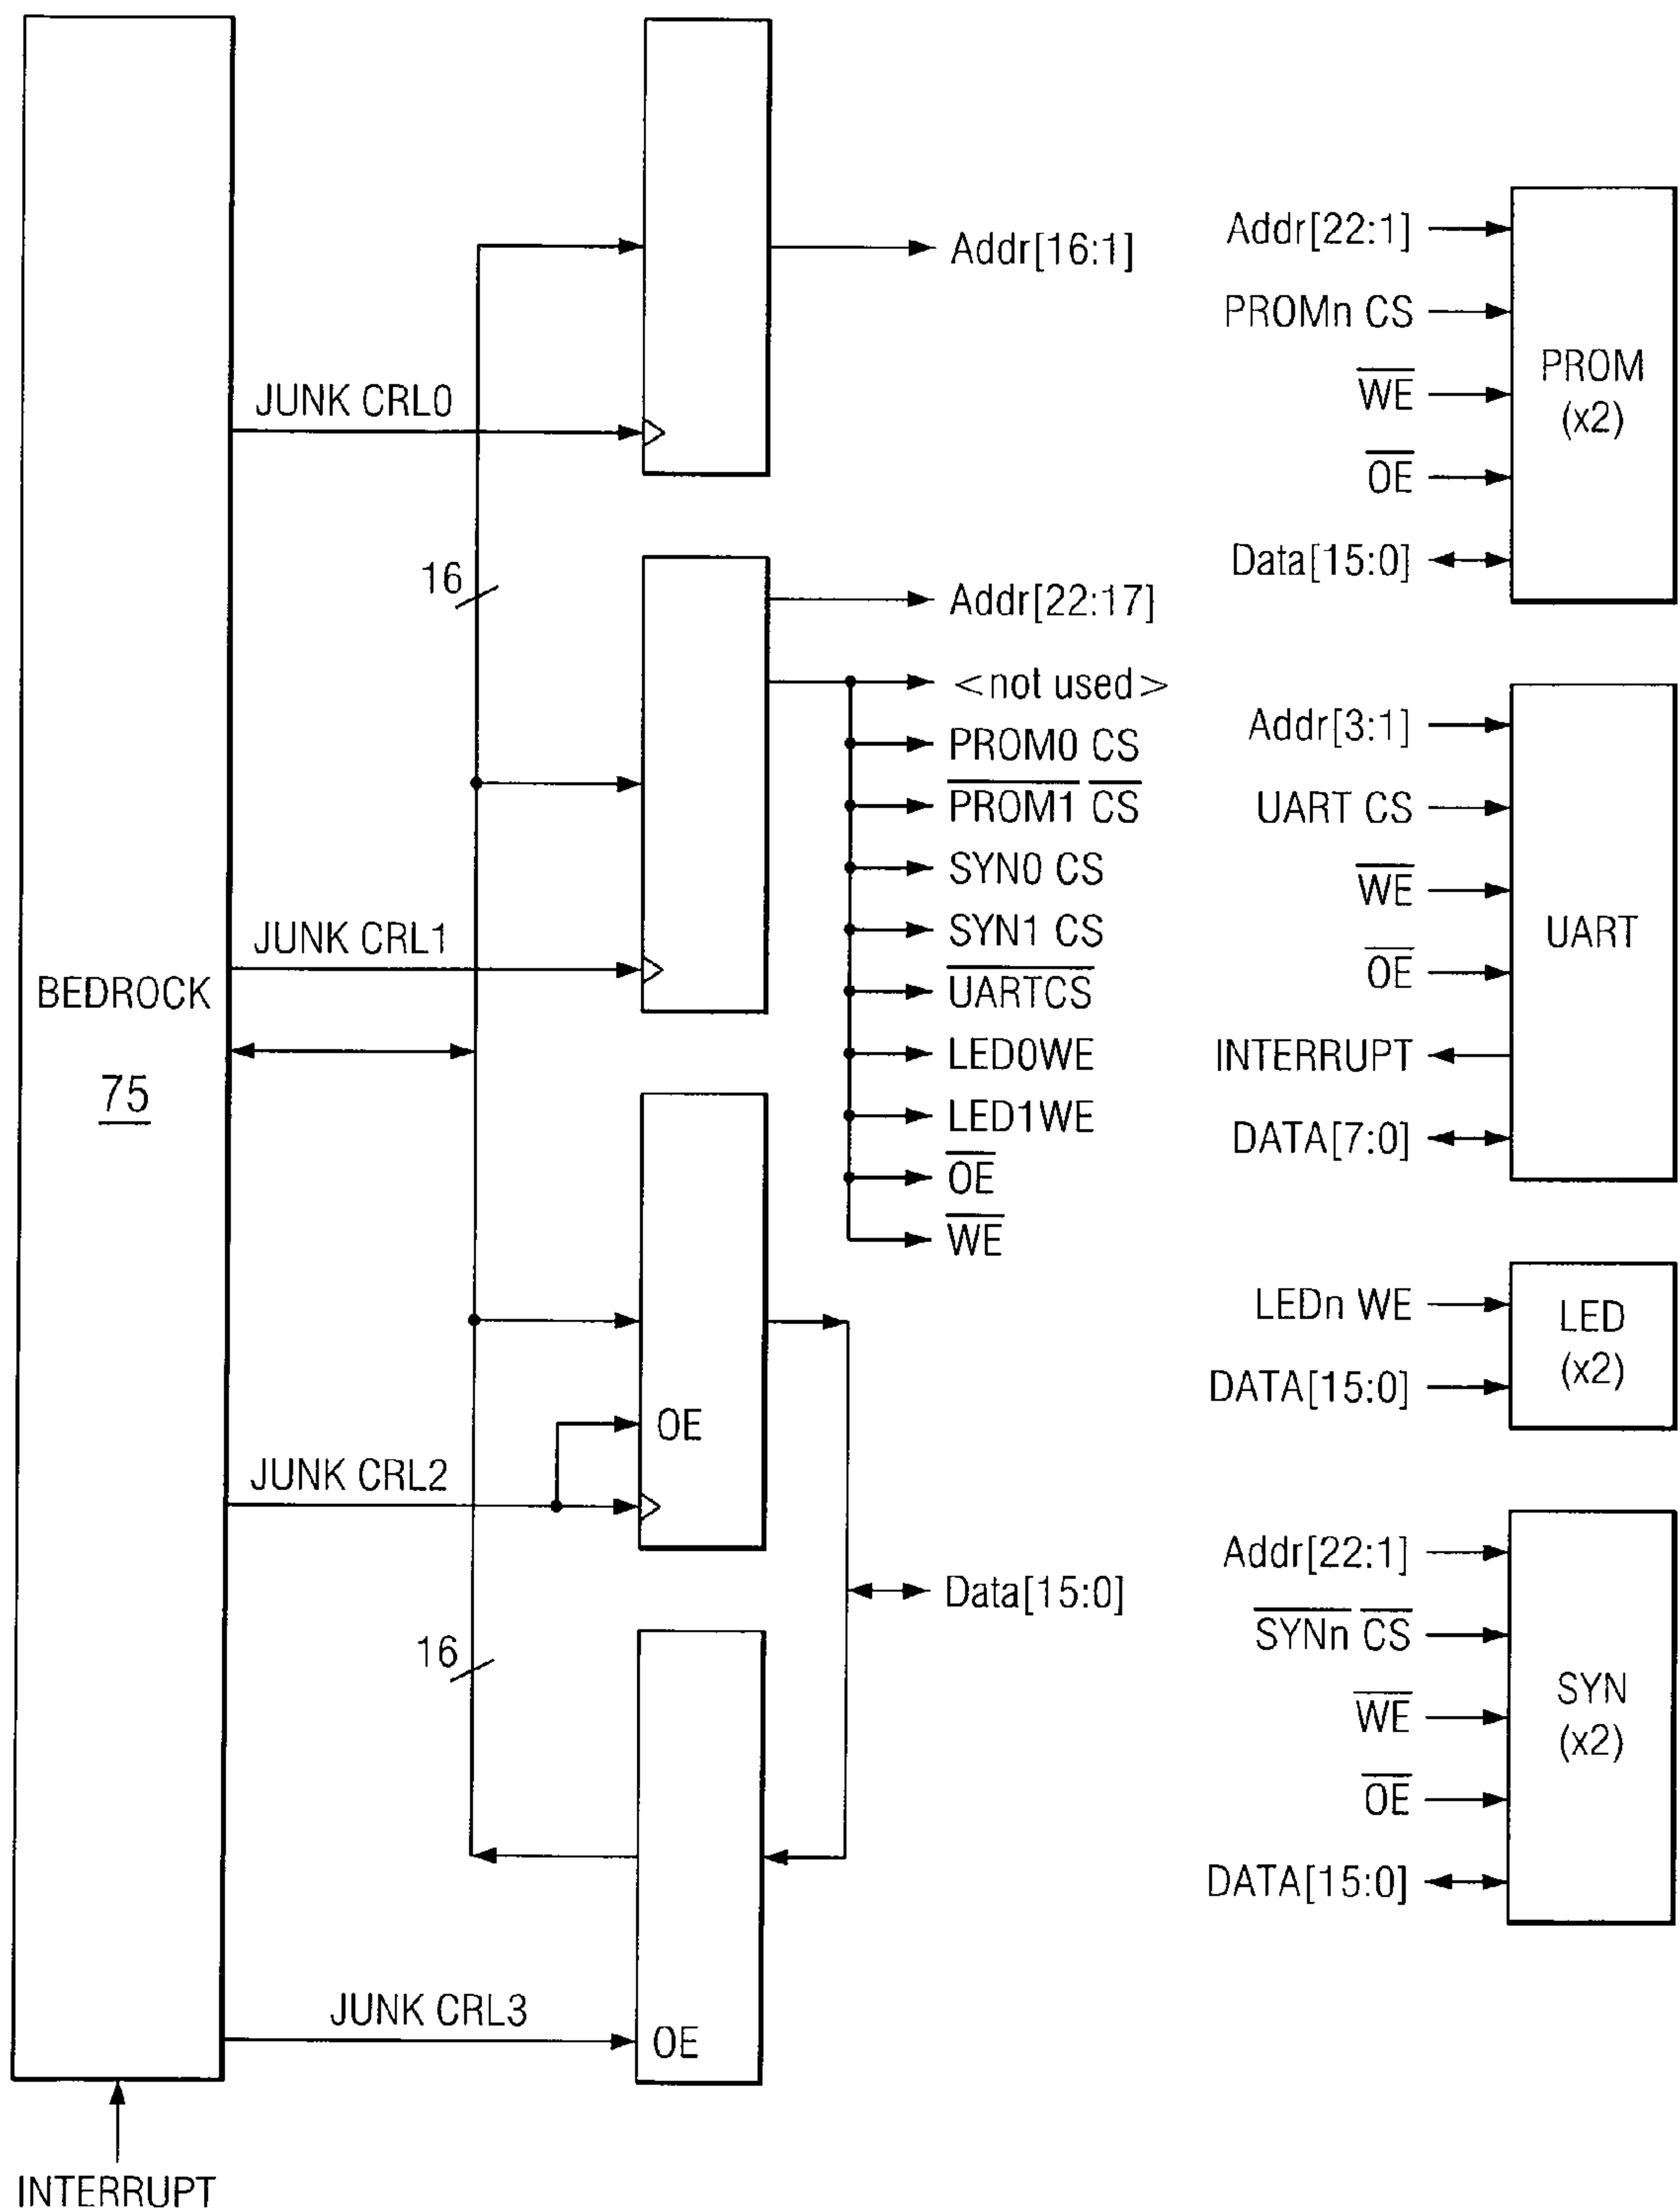 BEDROCK
75
INTERRUPT
JUNK CRL0
16
JUNK CRL1
JUNK CRL2
16
JUNK CRL3
OE
OE
Addr[16:1]
Addr[22:17]
<not used>
PROM0 CS
PROM1 CS
SYN0 CS
SYN1 CS
UARTCS
LED0WE
LED1WE
OE
WE
Data[15:0]
Addr[22:1]
PROMn CS
WE
OE
Data[15:0]
PROM
(x2)
Addr[3:1]
UART CS
WE
OE
INTERRUPT
DATA[7:0]
UART
LEDn WE
DATA[15:0]
LED
(x2)
Addr[22:1]
SYNn CS
WE
OE
DATA[15:0]
SYN
(x2)